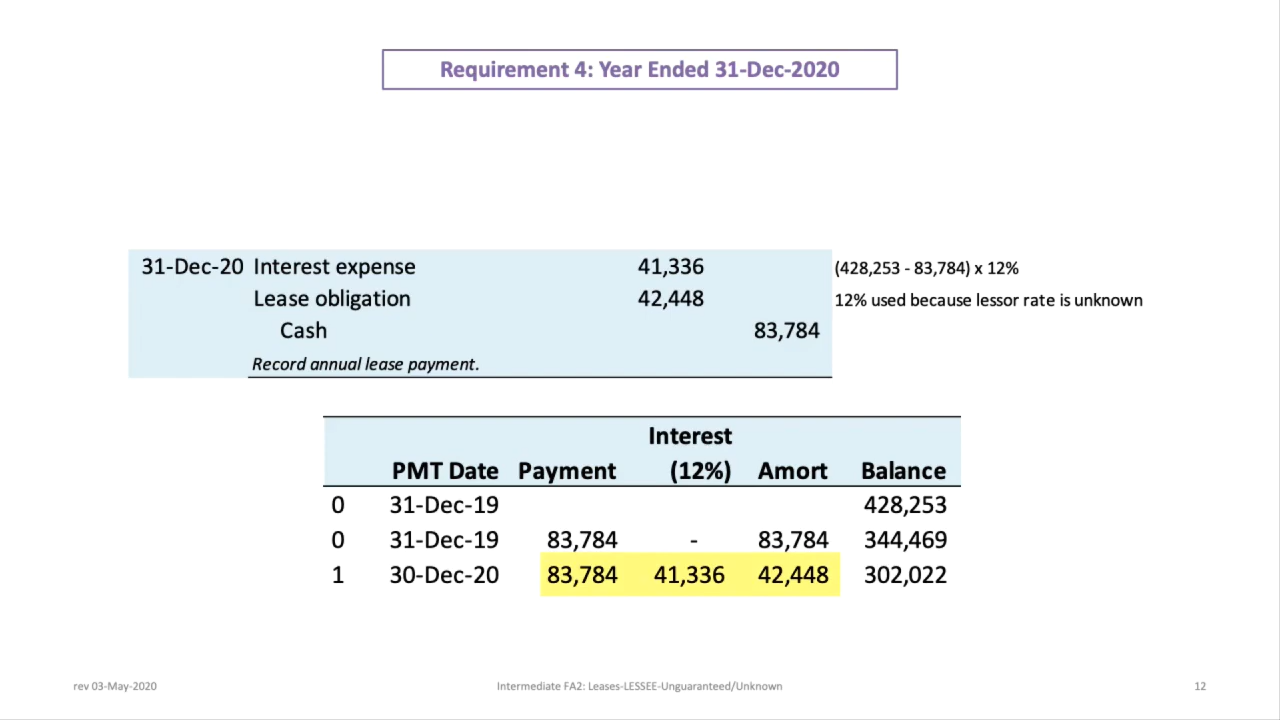 Requirement 4: Year Ended 31-Dec-2020
31-Dec-20 Interest expense 41,336 (428,253 - 83,784) x 12%
Lease obligation 42,448 12% used because lessor rate is unknown
Cash 83,784
Record annual lease payment.
Interest
PMT Date Payment (12%) Amort Balance
0 31-Dec-19 428,253
0 31-Dec-19 83,784 - 83,784 344,469
1 30-Dec-20 83,784 41,336 42,448 302,022
rev 03-May-2020 Intermediate FA2: Leases-LESSEE-Unguaranteed/Unknown 12